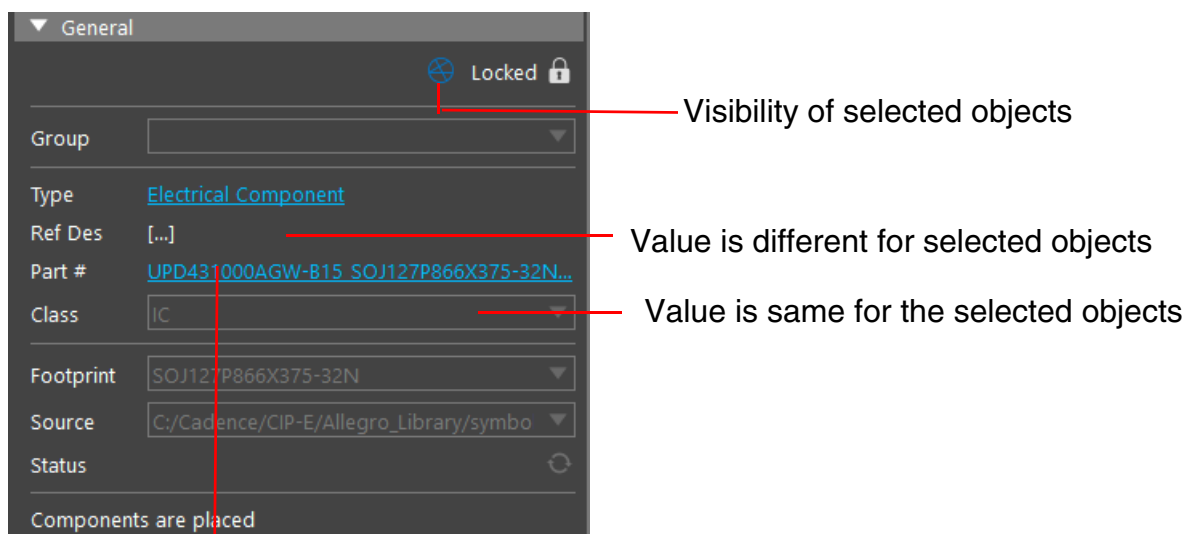 General
Locked
Visibility of selected objects
Group
Type Electrical Component
Ref Des [...]
Value is different for selected objects
Part # UPD431000AGW-B15 SOJ127P866X375-32N...
Class IC
Value is same for the selected objects
Footprint SOJ127P866X375-32N
Source C:/Cadence/CIP-E/Allegro_Library/symbo
Status
Components are placed